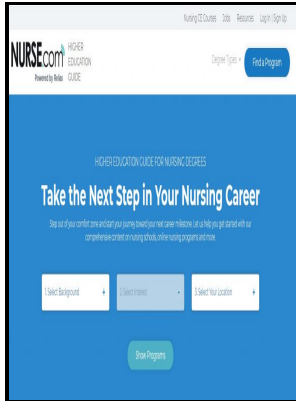 Nursing CE Courses Jobs Resources Log In | Sign Up
NURSE.com
Powered by Relias
HIGHER
EDUCATION
GUIDE
Degree Types
Find a Program
HIGHER EDUCATION GUIDE FOR NURSING DEGREES
Take the Next Step in Your Nursing Career
Step out of your comfort zone and start your journey toward your next career milestone. Let us help you get started with our
comprehensive content on nursing schools, online nursing programs and more.
1. Select Background +
2. Select Interest
3. Select Your Location +
Show Programs